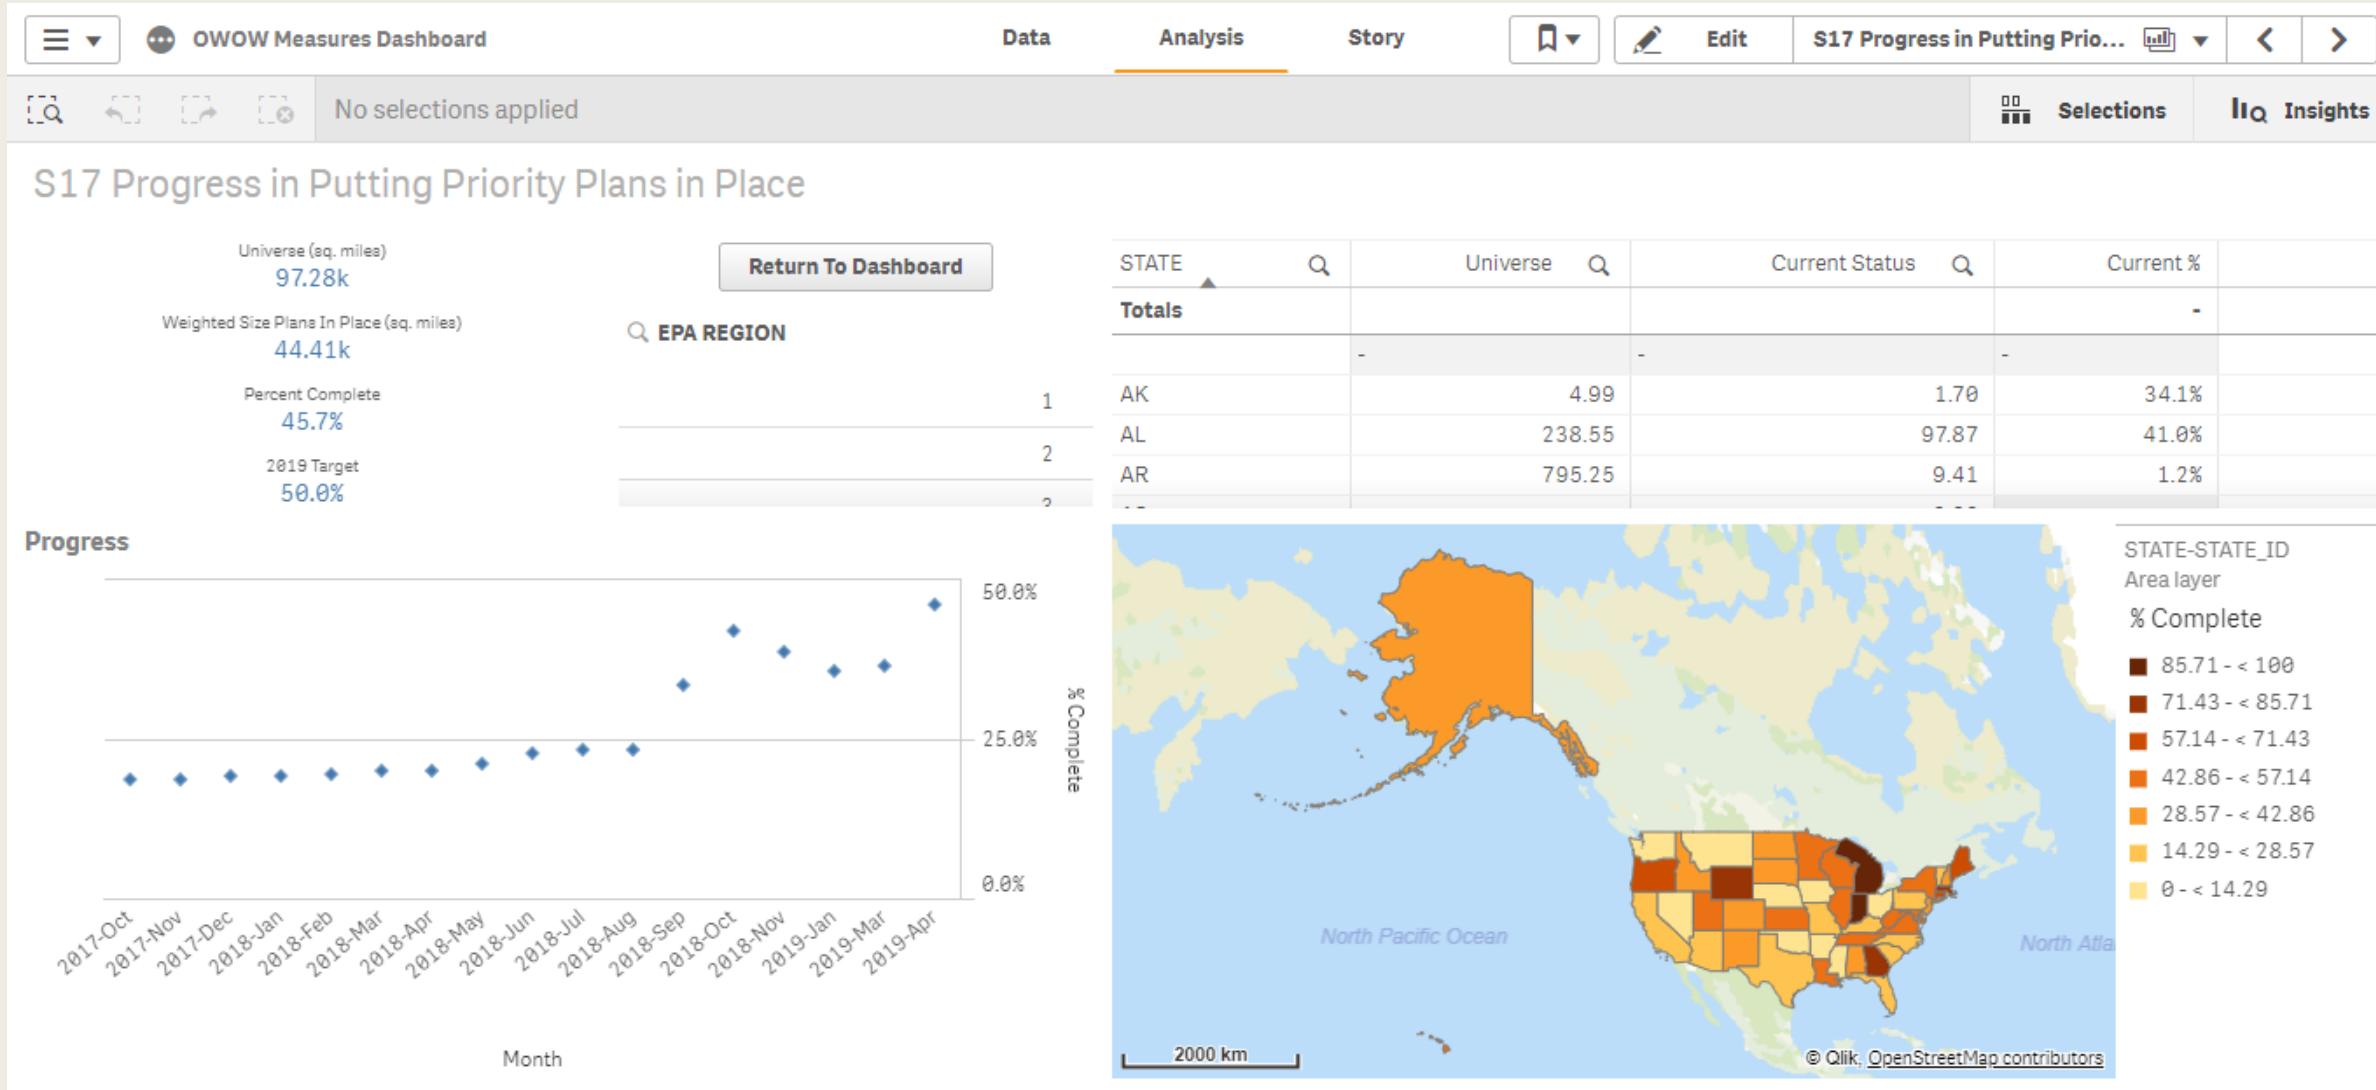 OWOW Measures Dashboard
Data
Analysis
Story
Edit
S17 Progress in Putting Prio...
No selections applied
Selections
Insights
S17 Progress in Putting Priority Plans in Place
Universe (sq. miles)
97.28k
Weighted Size Plans In Place (sq. miles)
44.41k
Percent Complete
45.7%
2019 Target
50.0%
Return To Dashboard
EPA REGION
1
2
STATE Universe Current Status Current %
Totals -
- - -
AK 4.99 1.70 34.1%
AL 238.55 97.87 41.0%
AR 795.25 9.41 1.2%
Progress
50.0%
25.0%
0.0%
% Complete
2017-Oct
2017-Nov
2017-Dec
2018-Jan
2018-Feb
2018-Mar
2018-Apr
2018-May
2018-Jun
2018-Jul
2018-Aug
2018-Sep
2018-Oct
2018-Nov
2019-Jan
2019-Mar
2019-Apr
Month
North Pacific Ocean
North Atla
2000 km
© Qlik, OpenStreetMap contributors
STATE-STATE_ID
Area layer
% Complete
85.71 - < 100
71.43 - < 85.71
57.14 - < 71.43
42.86 - < 57.14
28.57 - < 42.86
14.29 - < 28.57
0 - < 14.29